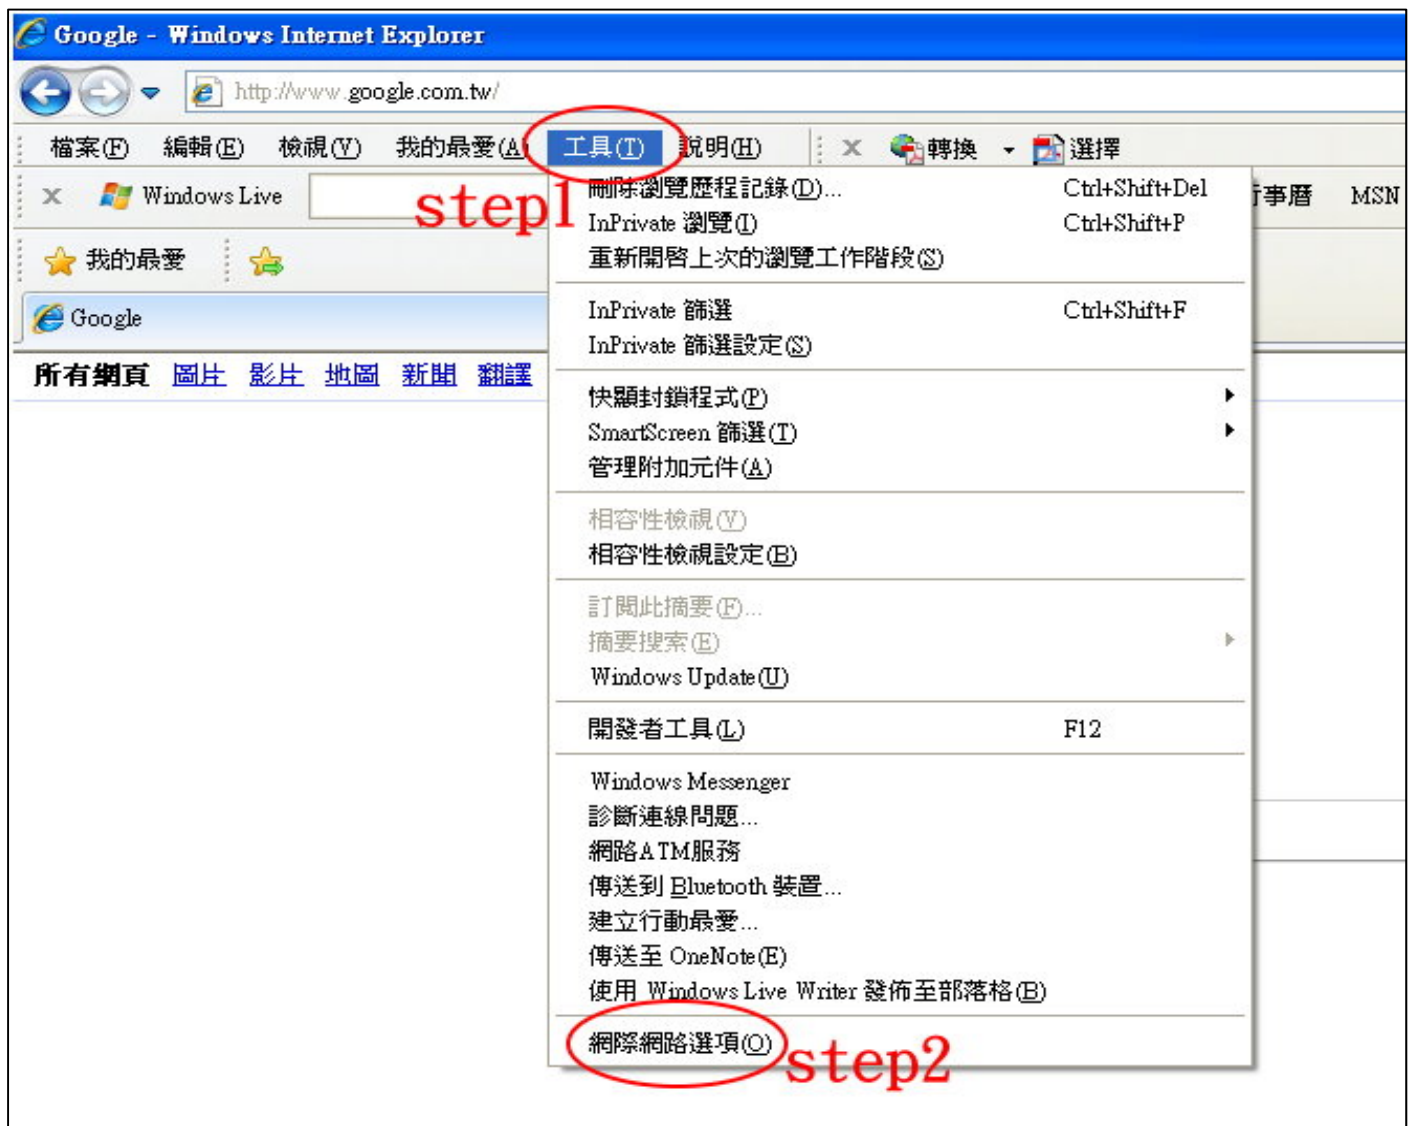 Google - Windows Internet Explorer
http://www.google.com.tw/
檔案(F) 編輯(E) 檢視(V) 我的最愛(A) 工具(T) 說明(H) x 轉換 選擇
step1
x Windows Live 行事曆 MSN
我的最愛
Google
所有網頁 圖片 影片 地圖 新聞 翻譯
刪除瀏覽歷程記錄(D)... Ctrl+Shift+Del
InPrivate 瀏覽(I) Ctrl+Shift+P
重新開啓上次的瀏覽工作階段(S)
InPrivate 篩選 Ctrl+Shift+F
InPrivate 篩選設定(S)
快顯封鎖程式(P)
SmartScreen 篩選(T)
管理附加元件(A)
相容性檢視(V)
相容性檢視設定(B)
訂閱此摘要(F)...
摘要搜索(E)
Windows Update(U)
開發者工具(L) F12
Windows Messenger
診斷連線問題...
網路ATM服務
傳送到 Bluetooth 裝置...
建立行動最愛...
傳送至 OneNote(E)
使用 Windows Live Writer 發佈至部落格(B)
網際網路選項(O) step2